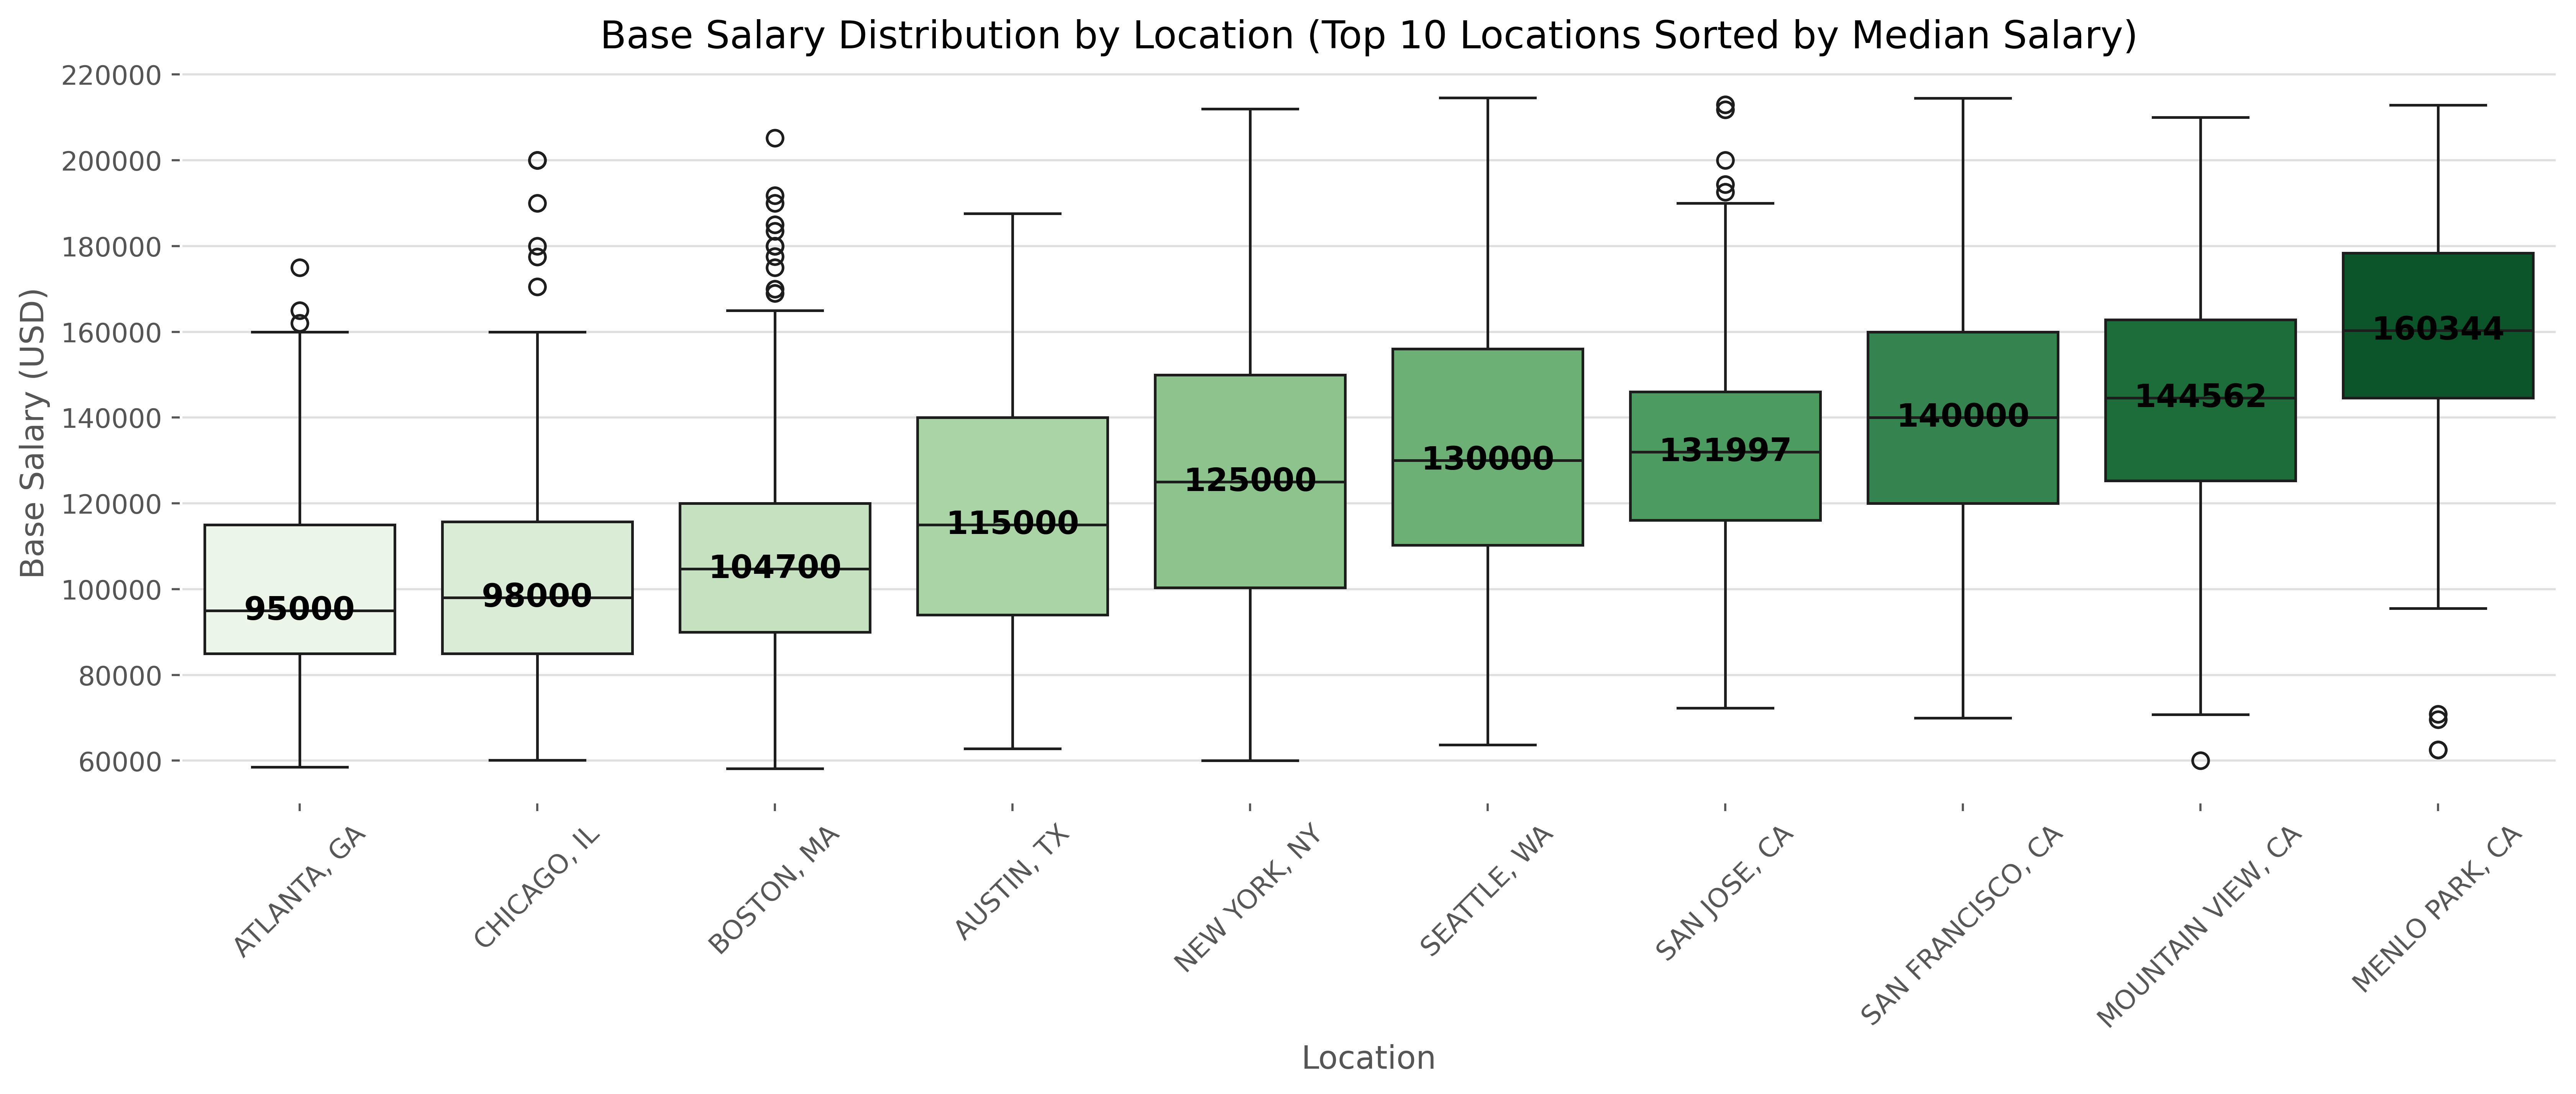 Base Salary Distribution by Location (Top 10 Locations Sorted by Median Salary)
Base Salary (USD)
220000
200000
180000
160000
140000
120000
100000
80000
60000
95000
98000
104700
115000
125000
130000
131997
140000
144562
160344
ATLANTA, GA
CHICAGO, IL
BOSTON, MA
AUSTIN, TX
NEW YORK, NY
SEATTLE, WA
SAN JOSE, CA
SAN FRANCISCO, CA
MOUNTAIN VIEW, CA
MENLO PARK, CA
Location